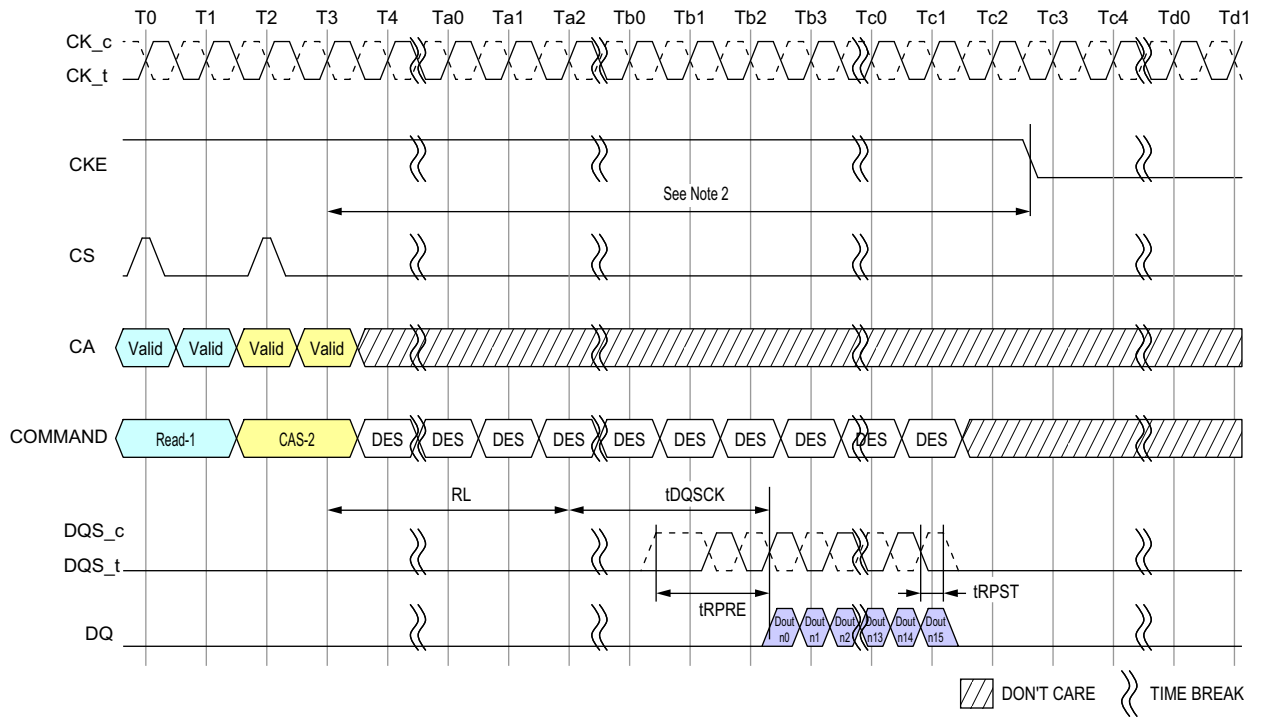 T0 T1 T2 T3 T4 Ta0 Ta1 Ta2 Tb0 Tb1 Tb2 Tb3 Tc0 Tc1 Tc2 Tc3 Tc4 Td0 Td1
CK_c
CK_t
CKE
See Note 2
CS
CA Valid Valid Valid Valid
COMMAND Read-1 CAS-2 DES DES DES DES DES DES DES DES DES DES
RL tDQSCK
DQS_c
DQS_t
tRPRE tRPST
DQ Dout n0 Dout n1 Dout n2 Dout n13 Dout n14 Dout n15
DON'T CARE TIME BREAK